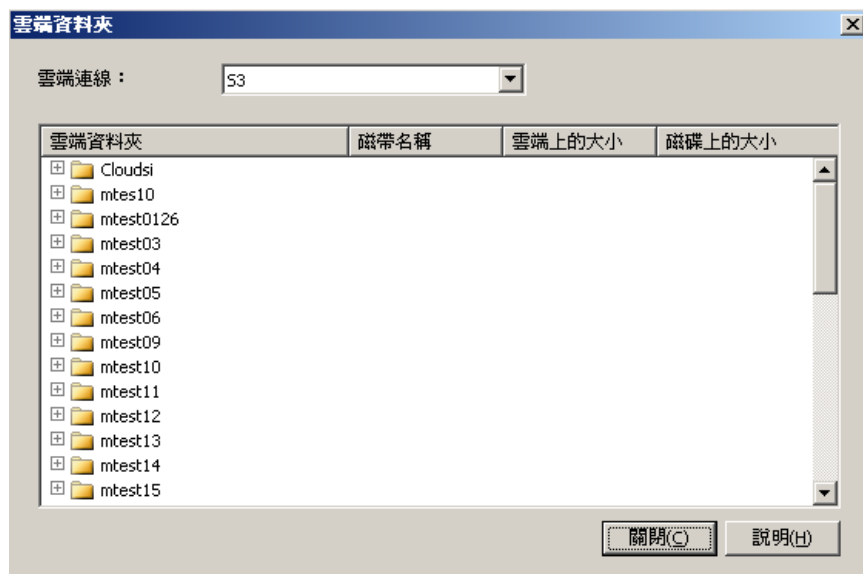 雲端資料夾
雲端連線： S3
雲端資料夾 磁帶名稱 雲端上的大小 磁碟上的大小
Cloudsi
mtes10
mtest0126
mtest03
mtest04
mtest05
mtest06
mtest09
mtest10
mtest11
mtest12
mtest13
mtest14
mtest15
關閉(C) 說明(H)